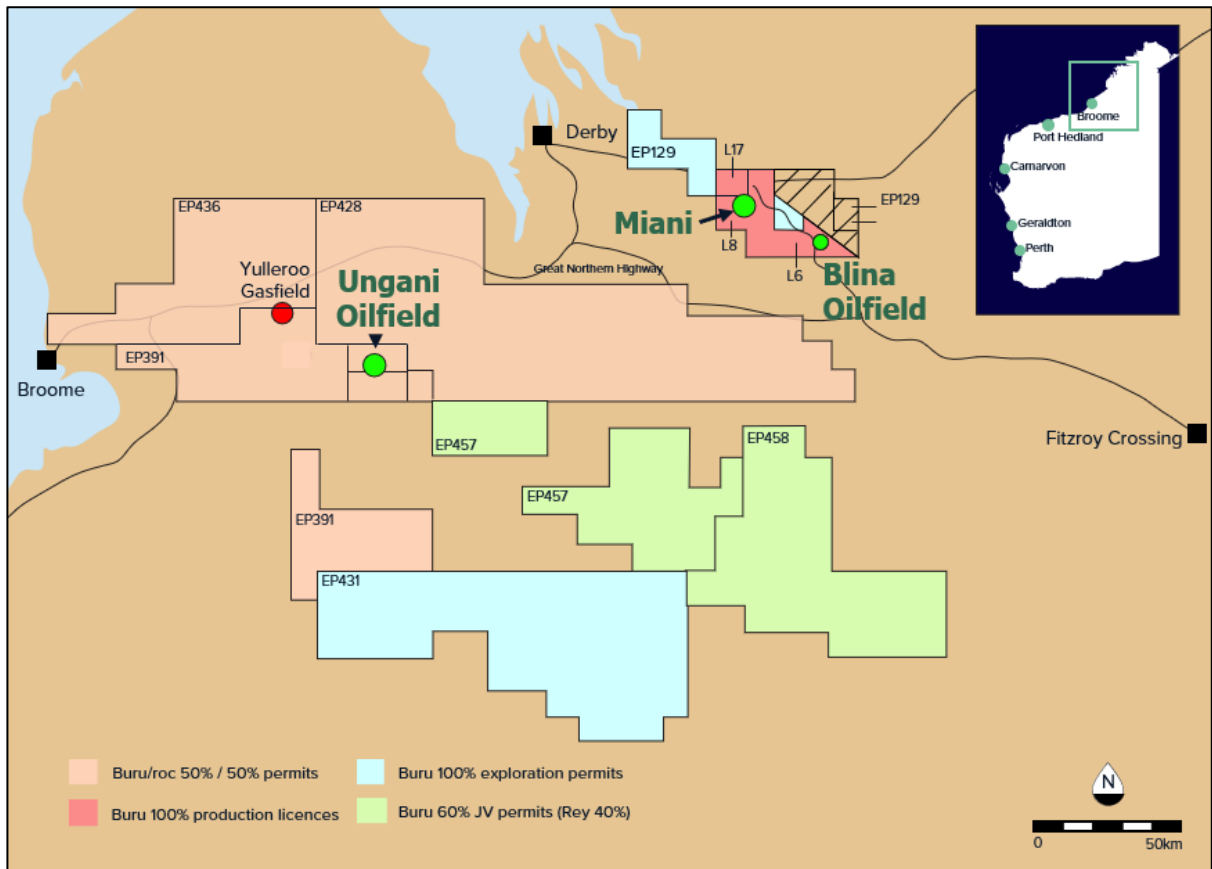 Broome
Port Hedland
Carnarvon
Geraldton
Perth
Derby
EP129
L17
EP129
Miani
L8
L6
Blina
Oilfield
EP436
EP428
Great Northern Highway
Yulleroo
Gasfield
Ungani
Oilfield
EP391
Broome
EP457
EP458
Fitzroy Crossing
EP457
EP391
EP431
Buru/roc 50% / 50% permits
Buru 100% exploration permits
Buru 100% production licences
Buru 60% JV permits (Rey 40%)
N
0
50km